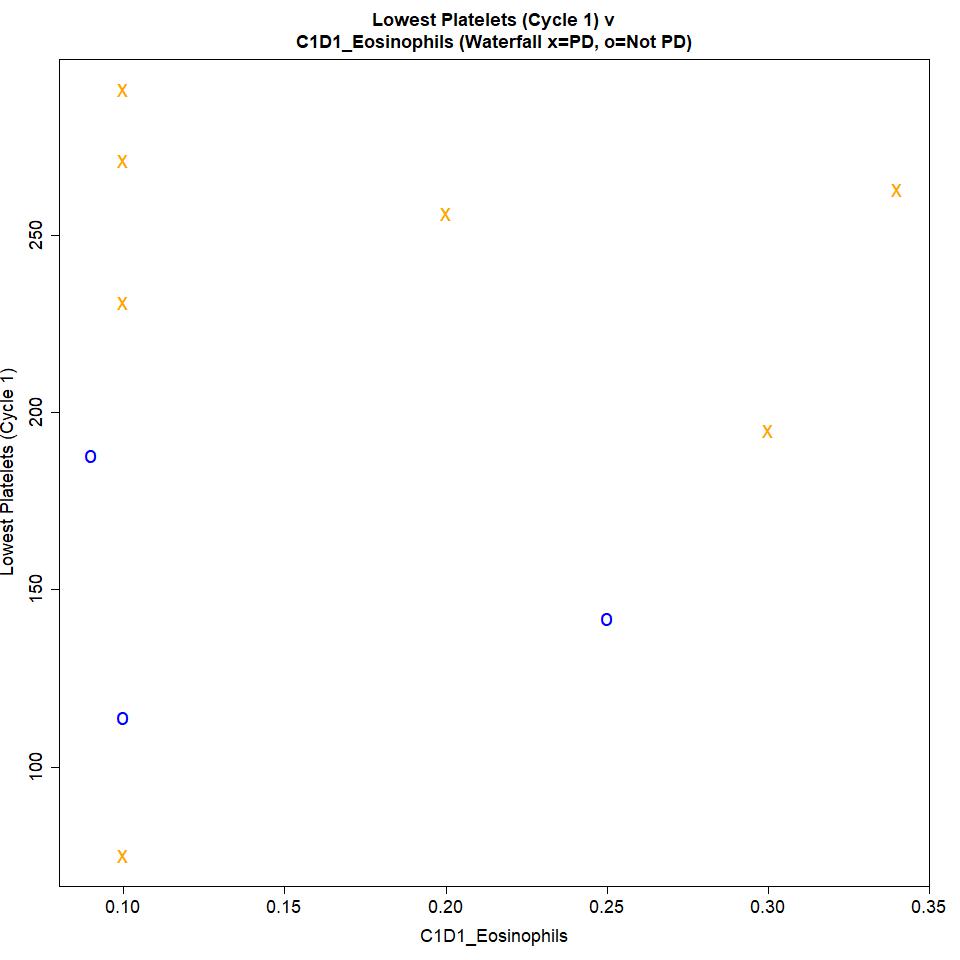 Lowest Platelets (Cycle 1) v
C1D1_Eosinophils (Waterfall x=PD, o=Not PD)
Lowest Platelets (Cycle 1)
250
200
150
100
X
X
X
X
X
O
X
O
O
X
0.10
0.15
0.20
0.25
0.30
0.35
C1D1_Eosinophils